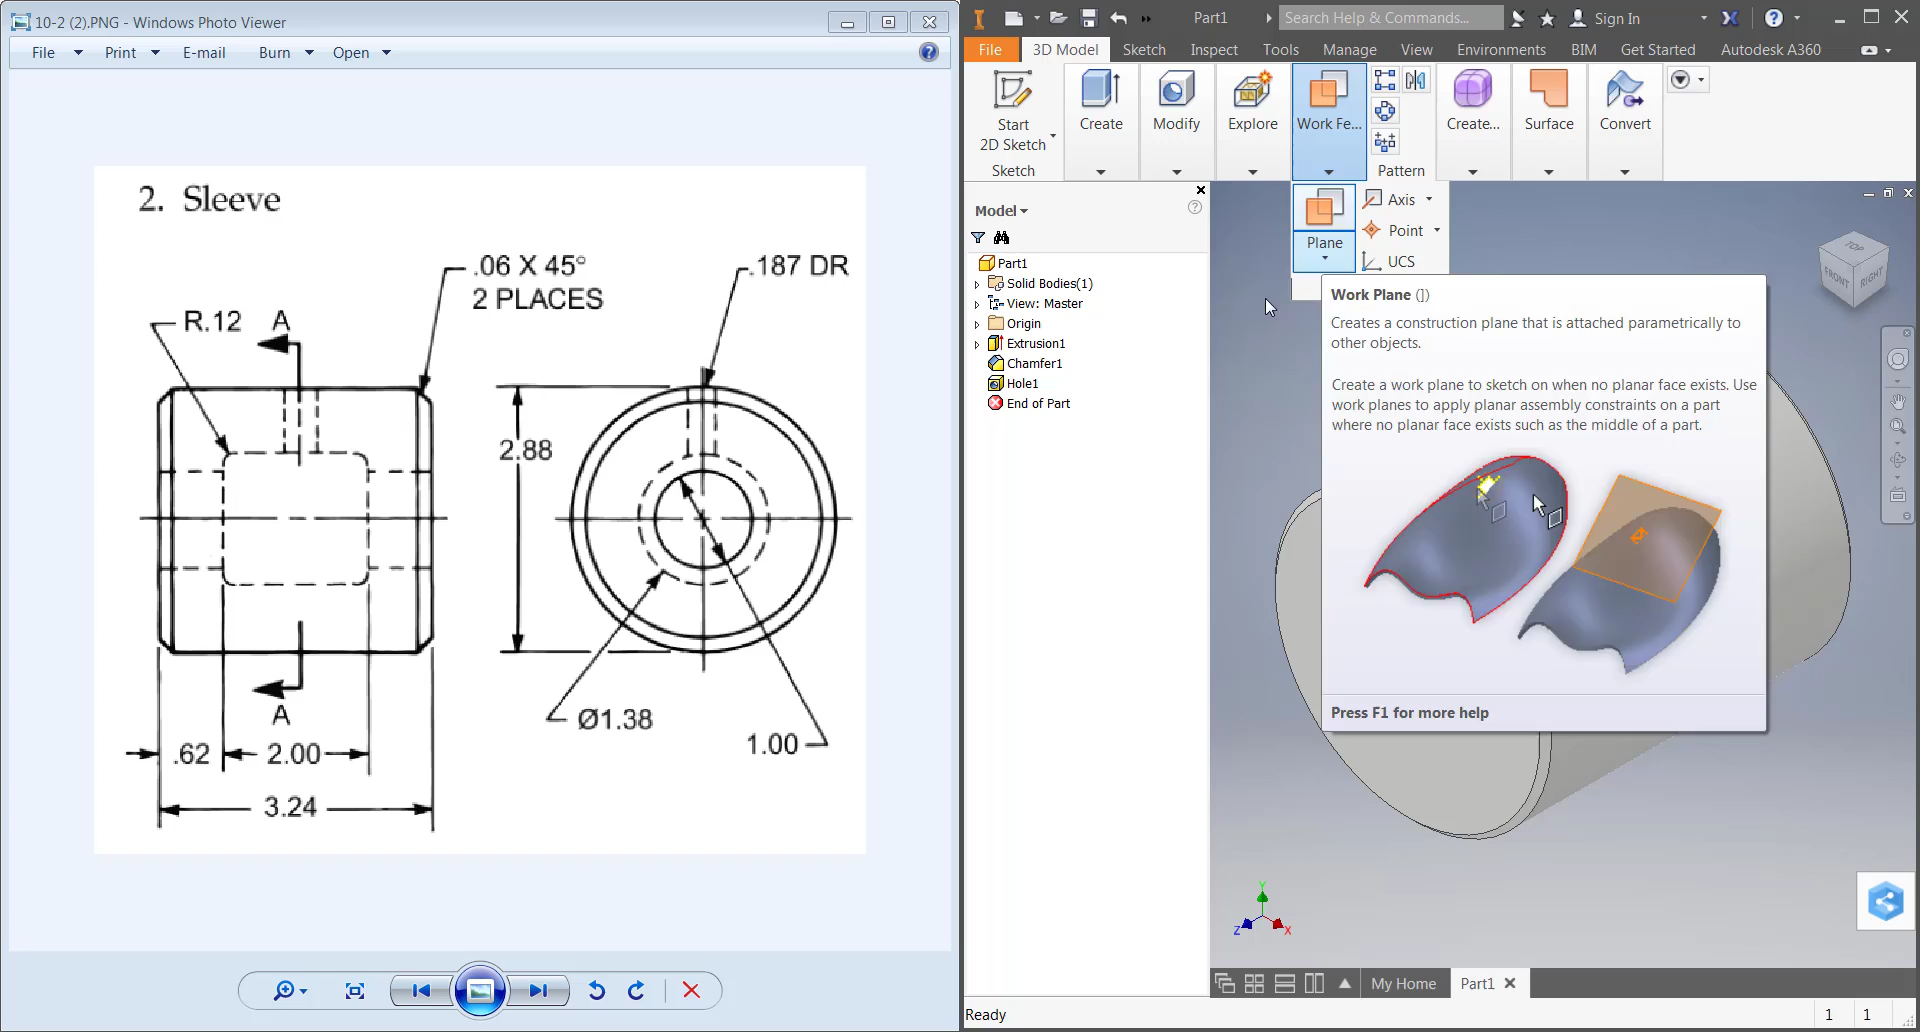 10-2 (2).PNG - Windows Photo Viewer
File Print E-mail Burn Open
2. Sleeve
.06 X 45°
2 PLACES
.187 DR
R.12
A
2.88
A
Ø1.38
1.00
.62
2.00
3.24
Part1
Search Help & Commands...
Sign In
File 3D Model Sketch Inspect Tools Manage View Environments BIM Get Started Autodesk A360
Start
2D Sketch
Create
Modify
Explore
Work Fe...
Create...
Surface
Convert
Sketch
Pattern
Plane
Axis
Point
UCS
Model
Part1
Solid Bodies(1)
View: Master
Origin
Extrusion1
Chamfer1
Hole1
End of Part
Work Plane (])
Creates a construction plane that is attached parametrically to
other objects.
Create a work plane to sketch on when no planar face exists. Use
work planes to apply planar assembly constraints on a part
where no planar face exists such as the middle of a part.
Press F1 for more help
TOP
FRONT
RIGHT
Y
Z
X
My Home
Part1
Ready
1 1